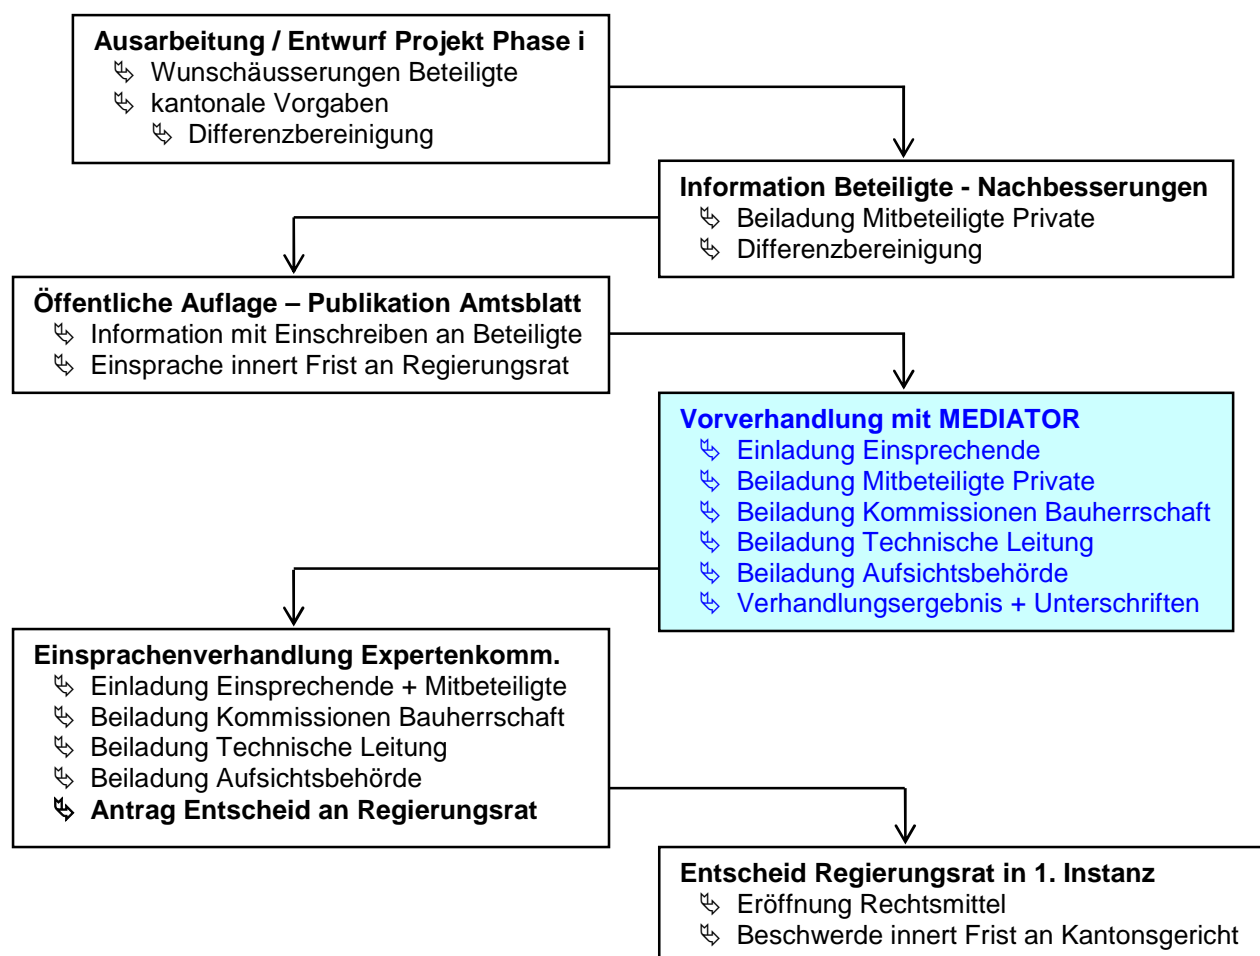 Ausarbeitung / Entwurf Projekt Phase i
Wunschäusserungen Beteiligte
kantonale Vorgaben
Differenzbereinigung
Information Beteiligte - Nachbesserungen
Beiladung Mitbeteiligte Private
Differenzbereinigung
Öffentliche Auflage – Publikation Amtsblatt
Information mit Einschreiben an Beteiligte
Einsprache innert Frist an Regierungsrat
Vorverhandlung mit MEDIATOR
Einladung Einsprechende
Beiladung Mitbeteiligte Private
Beiladung Kommissionen Bauherrschaft
Beiladung Technische Leitung
Beiladung Aufsichtsbehörde
Verhandlungsergebnis + Unterschriften
Einsprachenverhandlung Expertenkomm.
Einladung Einsprechende + Mitbeteiligte
Beiladung Kommissionen Bauherrschaft
Beiladung Technische Leitung
Beiladung Aufsichtsbehörde
Antrag Entscheid an Regierungsrat
Entscheid Regierungsrat in 1. Instanz
Eröffnung Rechtsmittel
Beschwerde innert Frist an Kantonsgericht